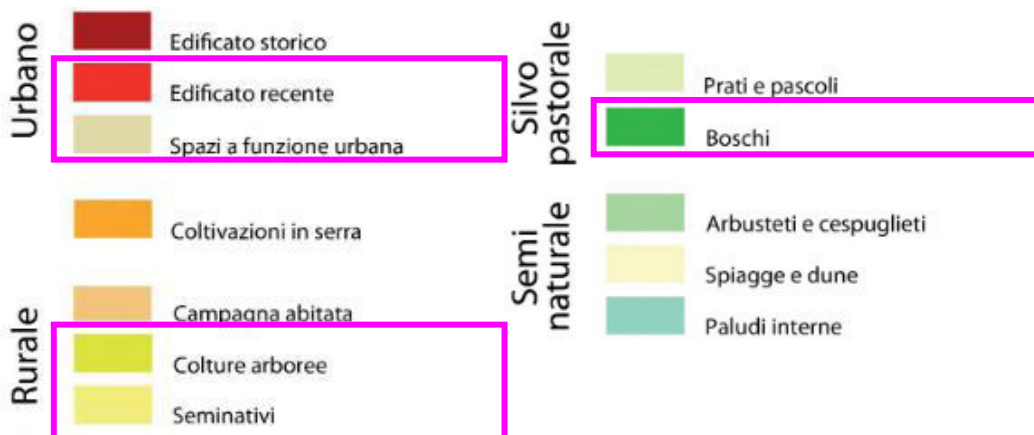 Urbano
Edificato storico
Edificato recente
Spazi a funzione urbana
Rurale
Coltivazioni in serra
Campagna abitata
Colture arboree
Seminativi
Silvo
pastorale
Prati e pascoli
Boschi
Semi
naturale
Arbusteti e cespuglieti
Spiagge e dune
Paludi interne